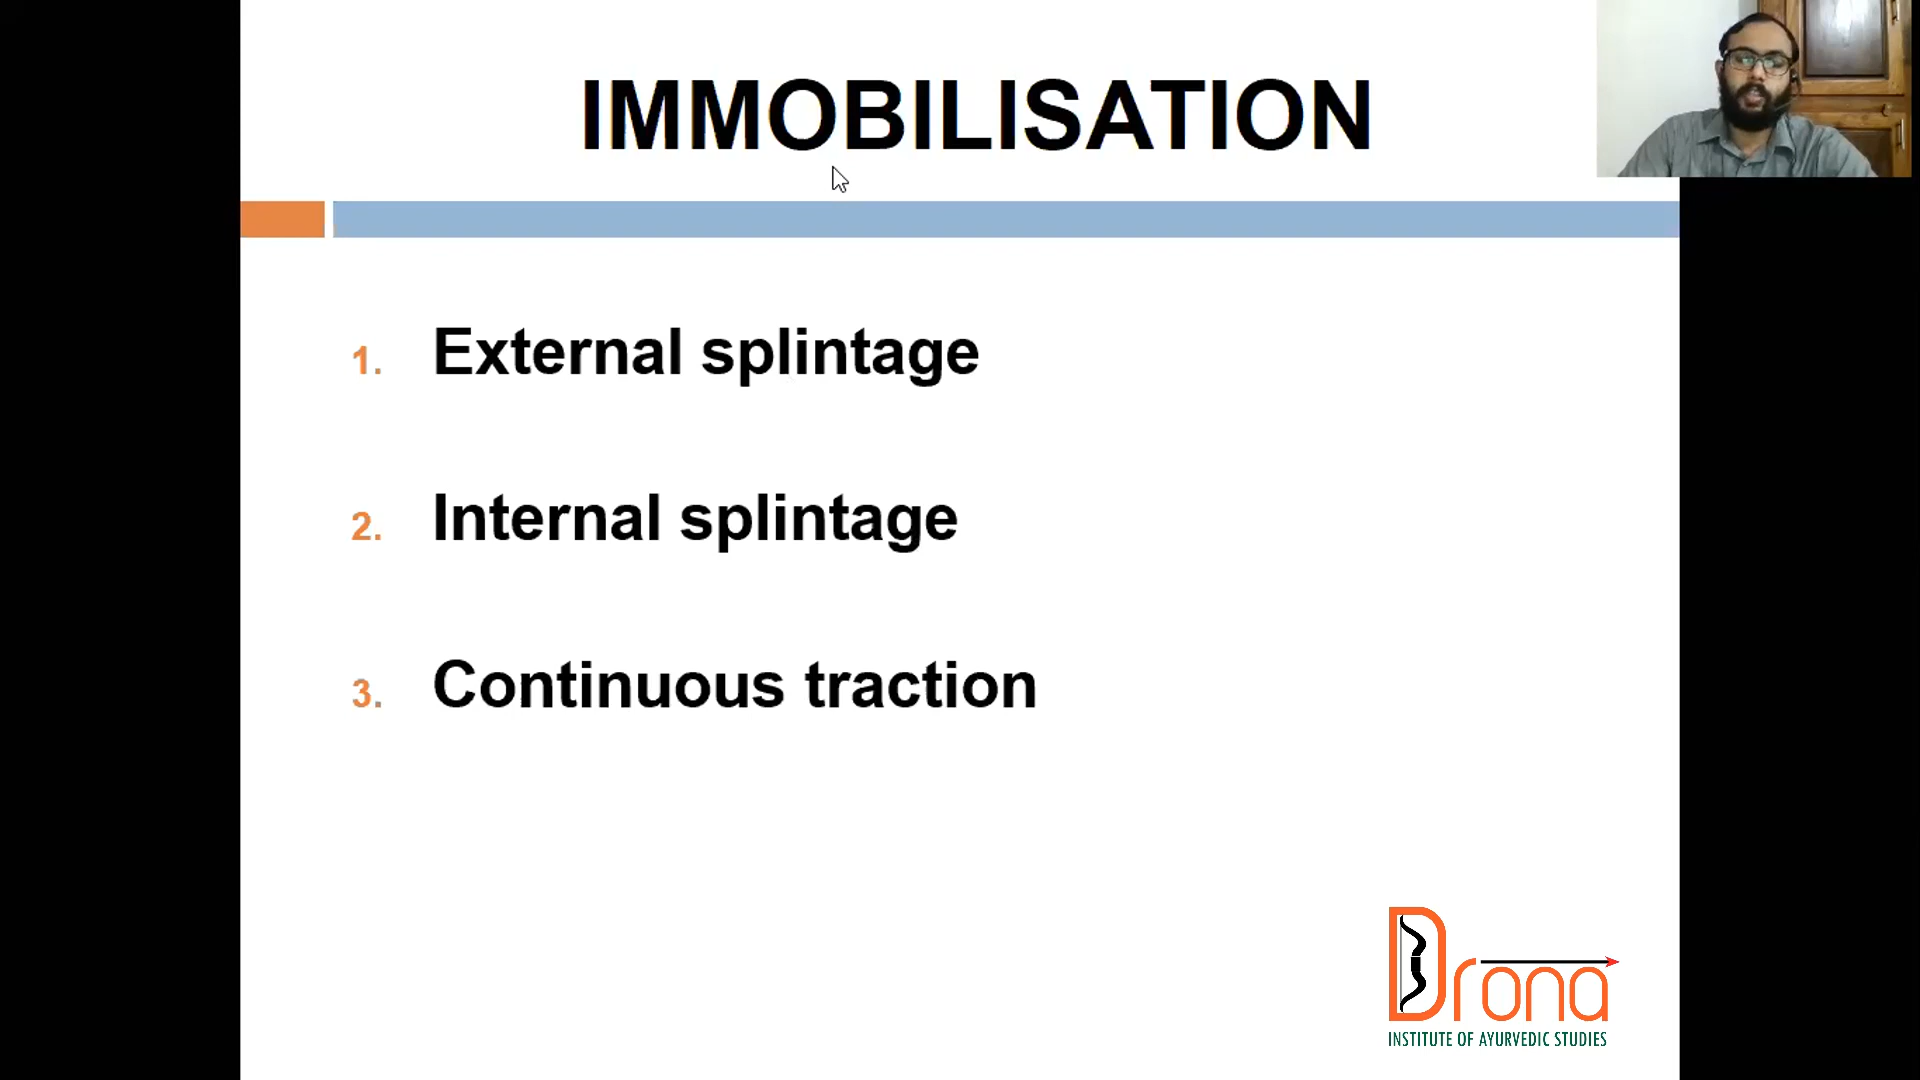 IMMOBILISATION
1. External splintage
2. Internal splintage
3. Continuous traction
Drona
INSTITUTE OF AYURVEDIC STUDIES